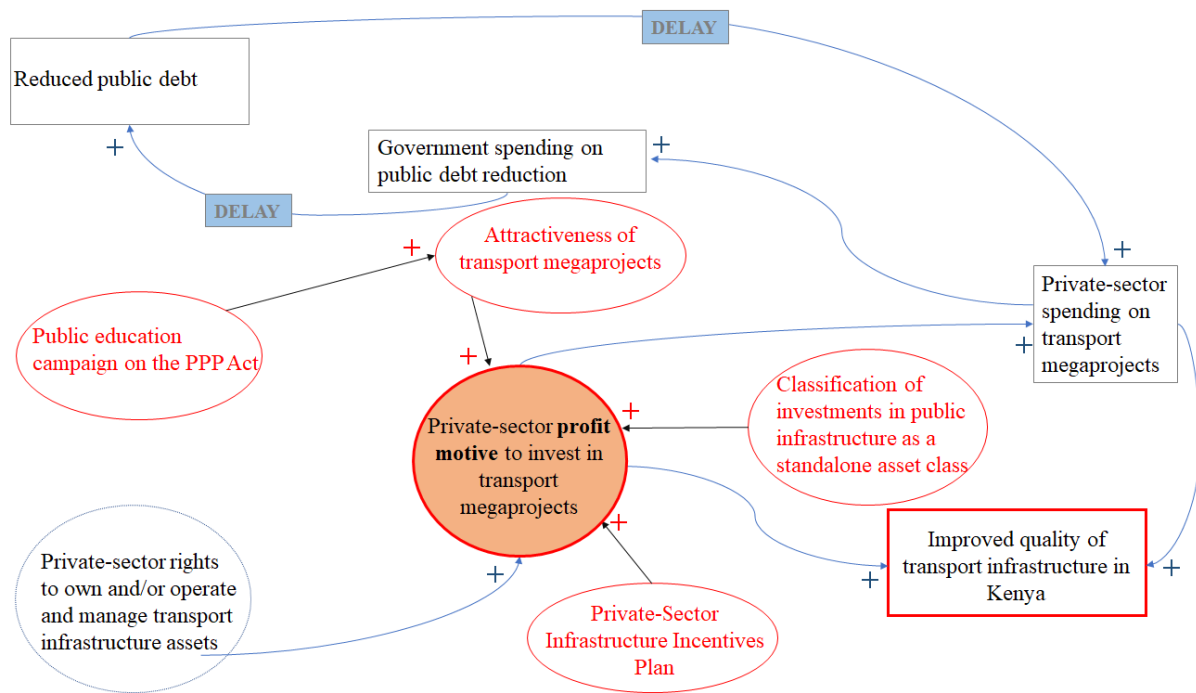 DELAY
Reduced public debt
+
Government spending on
public debt reduction
+
DELAY
+
Attractiveness of
transport megaprojects
+
Private-sector
spending on
transport
megaprojects
+
Public education
campaign on the PPP Act
+
+
Classification of
investments in public
infrastructure as a
standalone asset class
+
Private-sector profit
motive to invest in
transport
megaprojects
+
Improved quality of
transport infrastructure in
Kenya
+
+
Private-sector rights
to own and/or operate
and manage transport
infrastructure assets
+
Private-Sector
Infrastructure Incentives
Plan